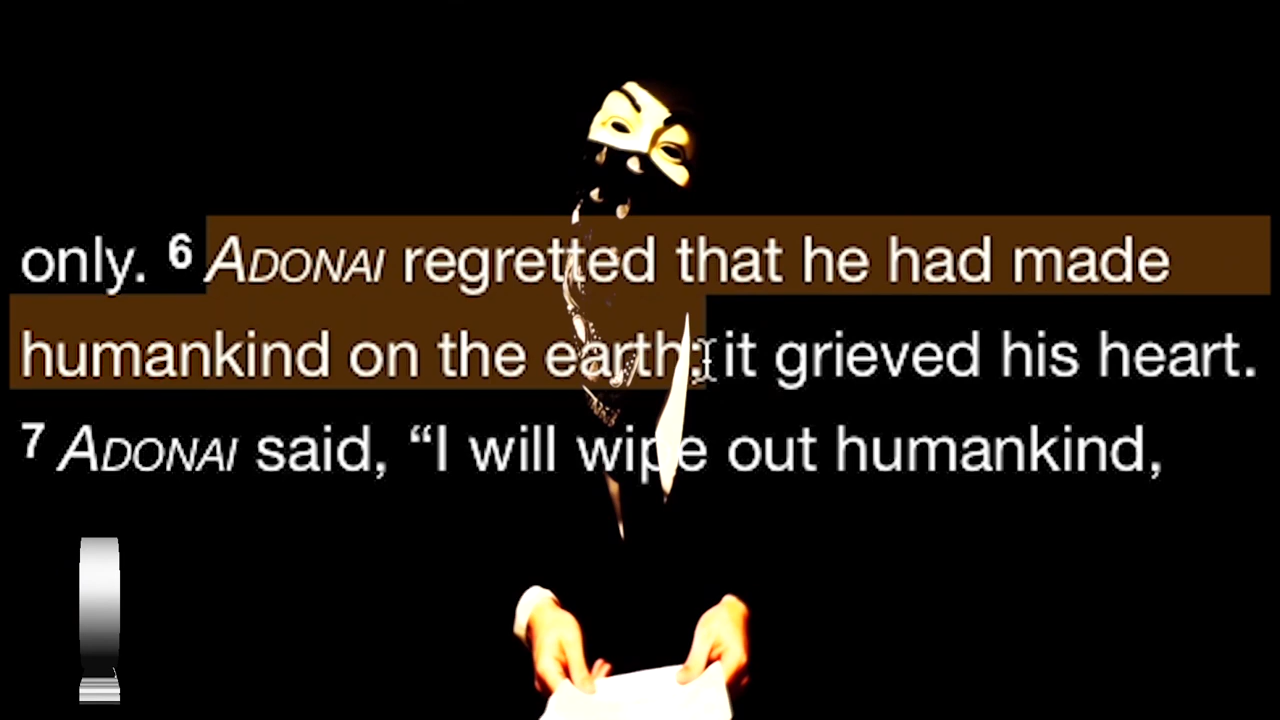 only. 6 ADONAI regretted that he had made
humankind on the earth; it grieved his heart.
7 ADONAI said, “I will wipe out humankind,